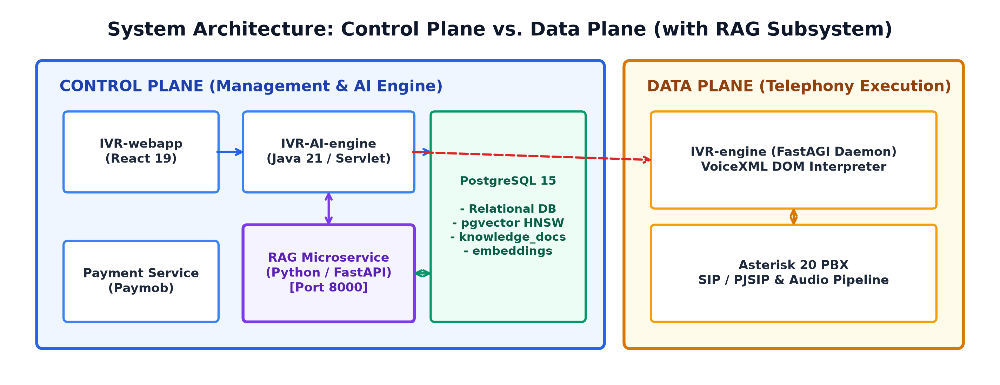 System Architecture: Control Plane vs. Data Plane (with RAG Subsystem)
CONTROL PLANE (Management & AI Engine)
IVR-webapp
(React 19)
IVR-AI-engine
(Java 21 / Servlet)
Payment Service
(Paymob)
RAG Microservice
(Python / FastAPI)
[Port 8000]
PostgreSQL 15
- Relational DB
- pgvector HNSW
- knowledge_docs
- embeddings
DATA PLANE (Telephony Execution)
IVR-engine (FastAGI Daemon)
VoiceXML DOM Interpreter
Asterisk 20 PBX
SIP / PJSIP & Audio Pipeline